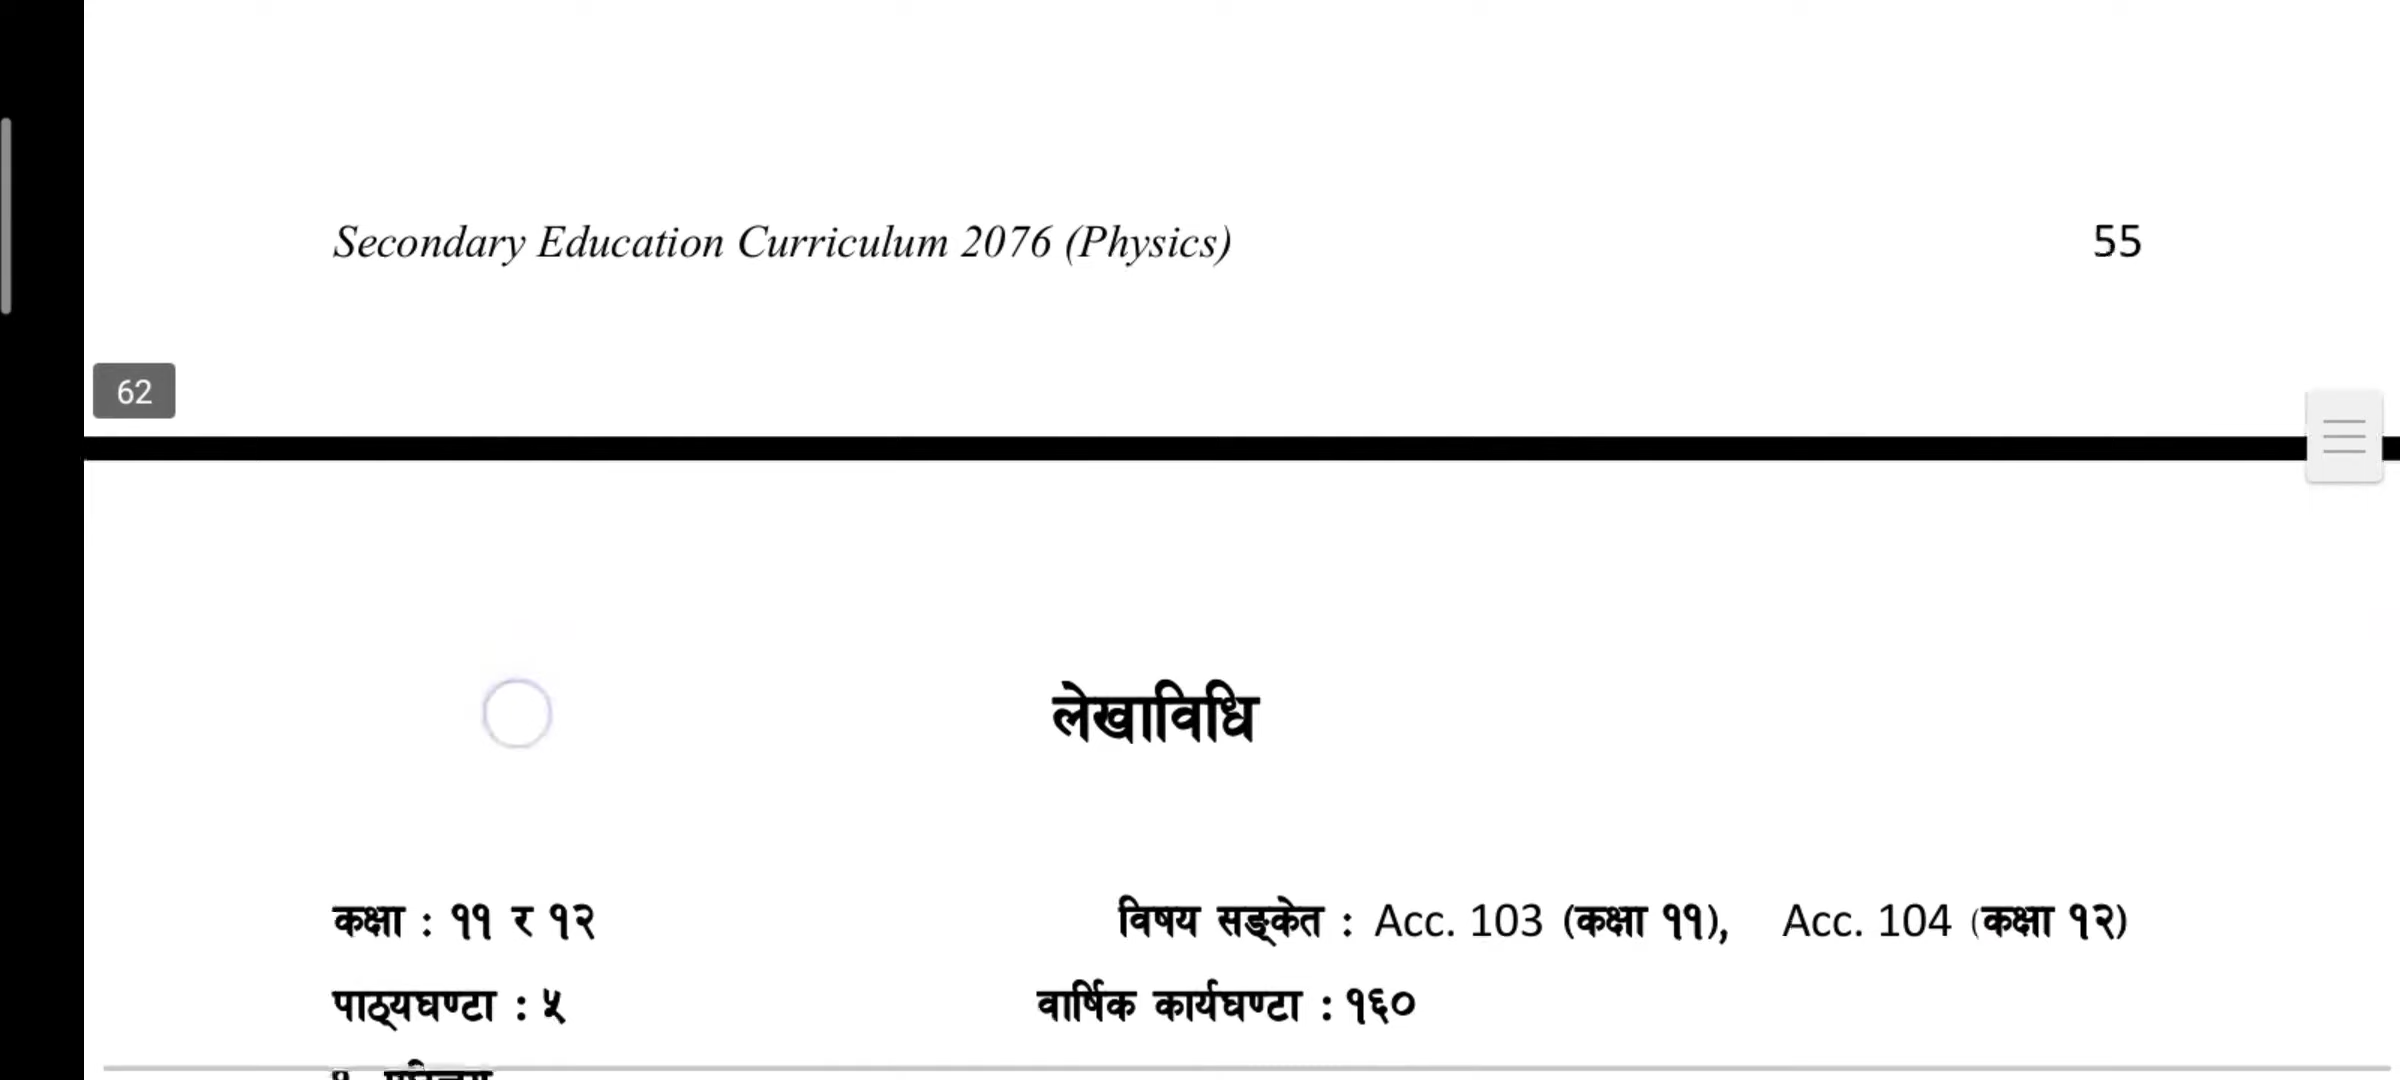 Secondary Education Curriculum 2076 (Physics) 55
62
लेखाविधि
कक्षा : ११ र १२ विषय सङ्केत : Acc. 103 (कक्षा ११), Acc. 104 (कक्षा १२)
पाठ्यघण्टा : ५ वार्षिक कार्यघण्टा : १६०